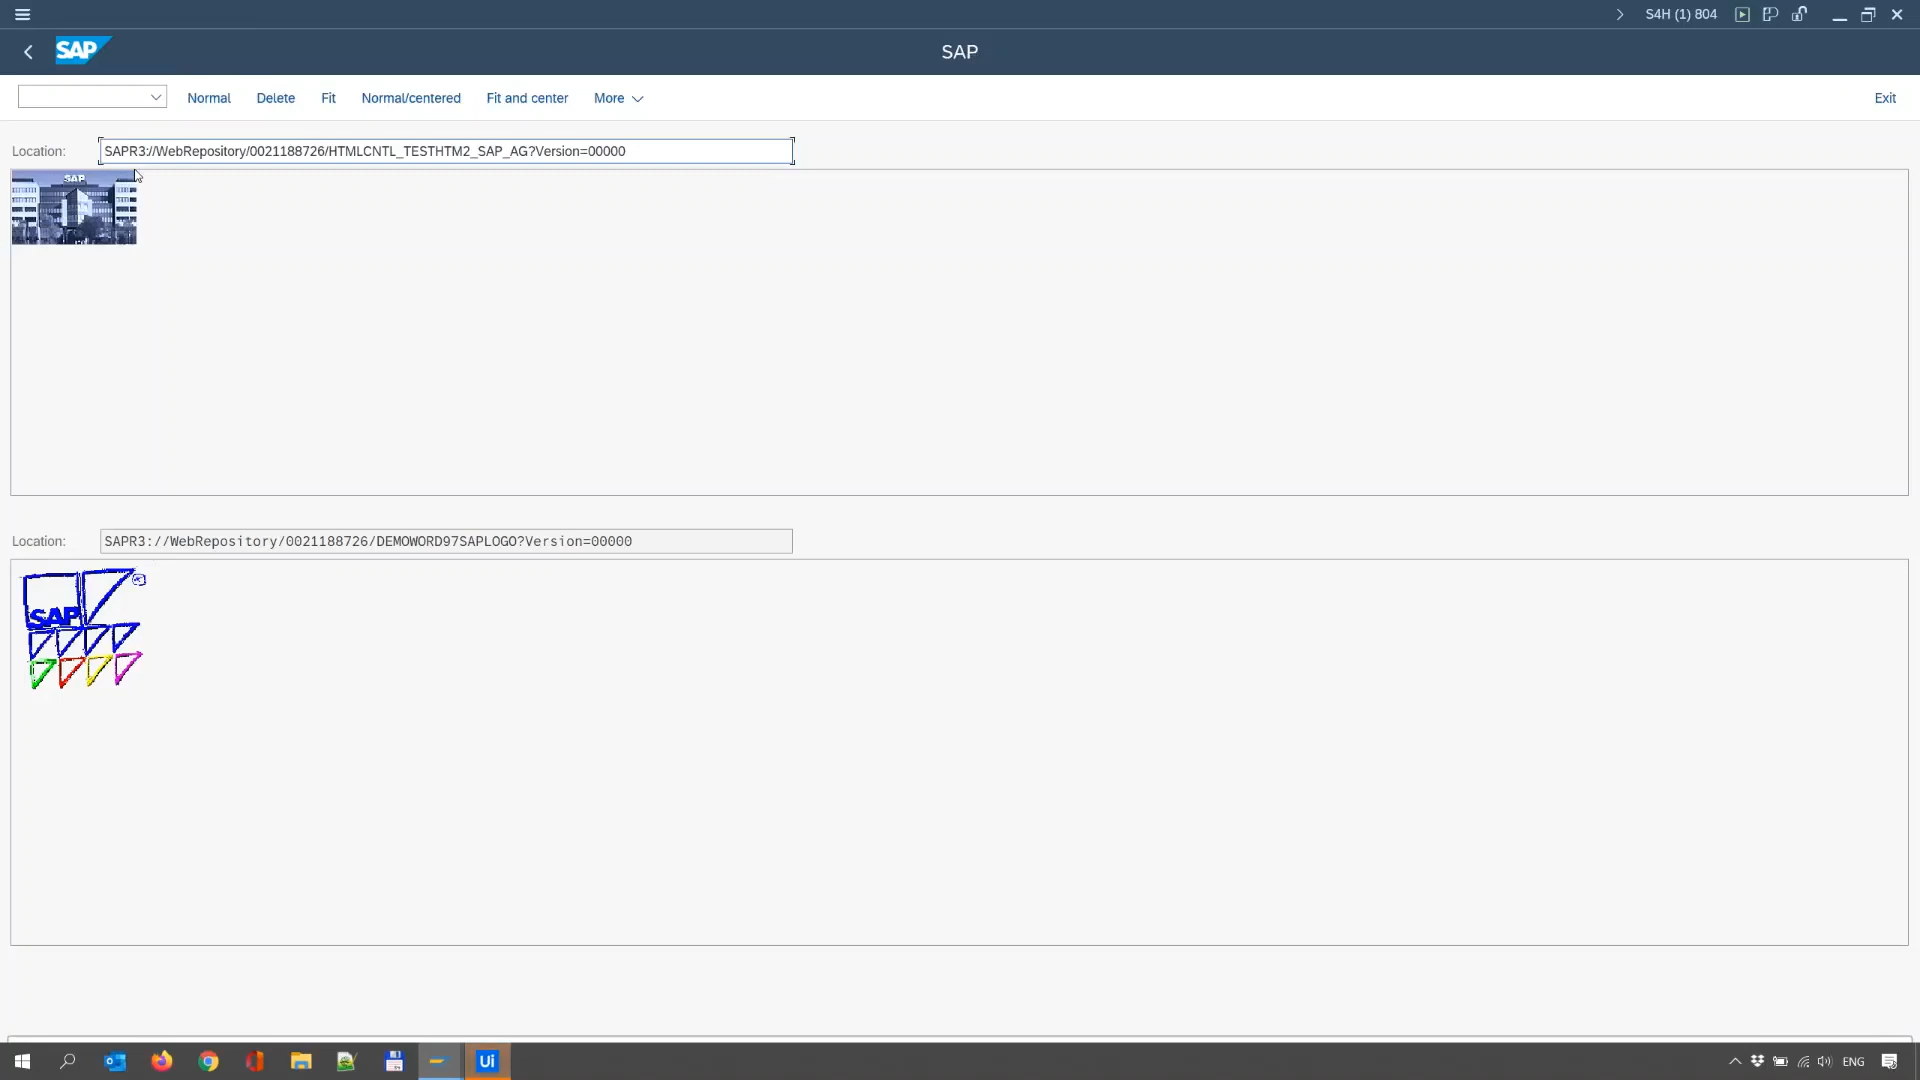 S4H (1) 804
SAP
SAP
Normal
Delete
Fit
Normal/centered
Fit and center
More
Exit
Location:
SAPR3://WebRepository/0021188726/HTMLCNTL_TESTHTM2_SAP_AG?Version=00000
SAP
Location:
SAPR3://WebRepository/0021188726/DEMOWORD97SAPLOGO?Version=00000
SAP
Ui
ENG